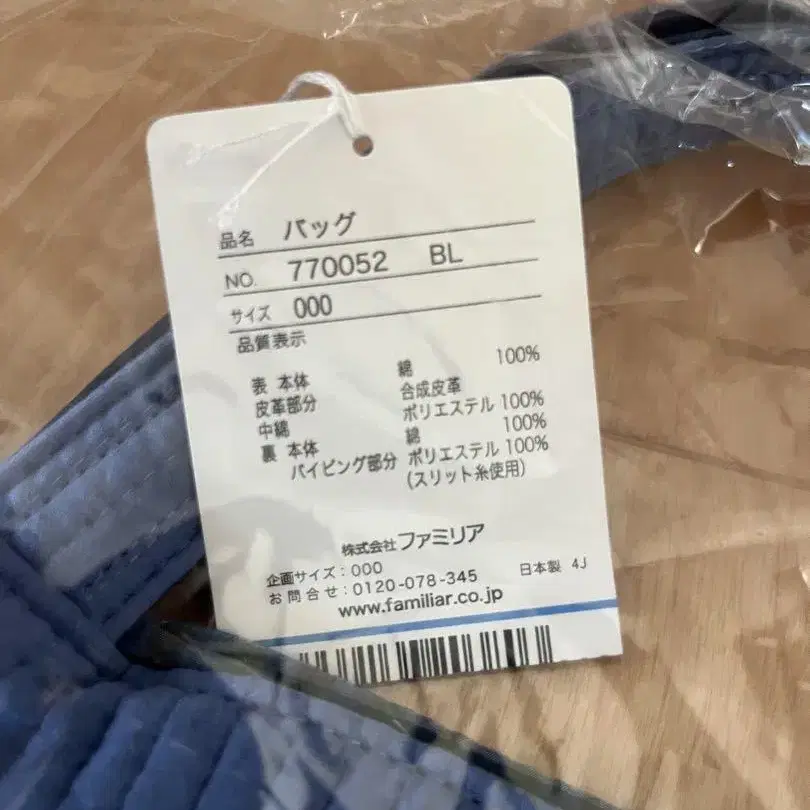 品名 バッグ
NO. 770052 BL
サイズ 000
品質表示
表 本体 綿 100%
皮革部分 合成皮革
中綿 ポリエステル 100%
裏 本体 綿 100%
パイピング部分 ポリエステル 100%
(スリット糸使用)
株式会社 ファミリア
企画サイズ:000
お問合せ:0120-078-345 日本製 4J
www.familiar.co.jp